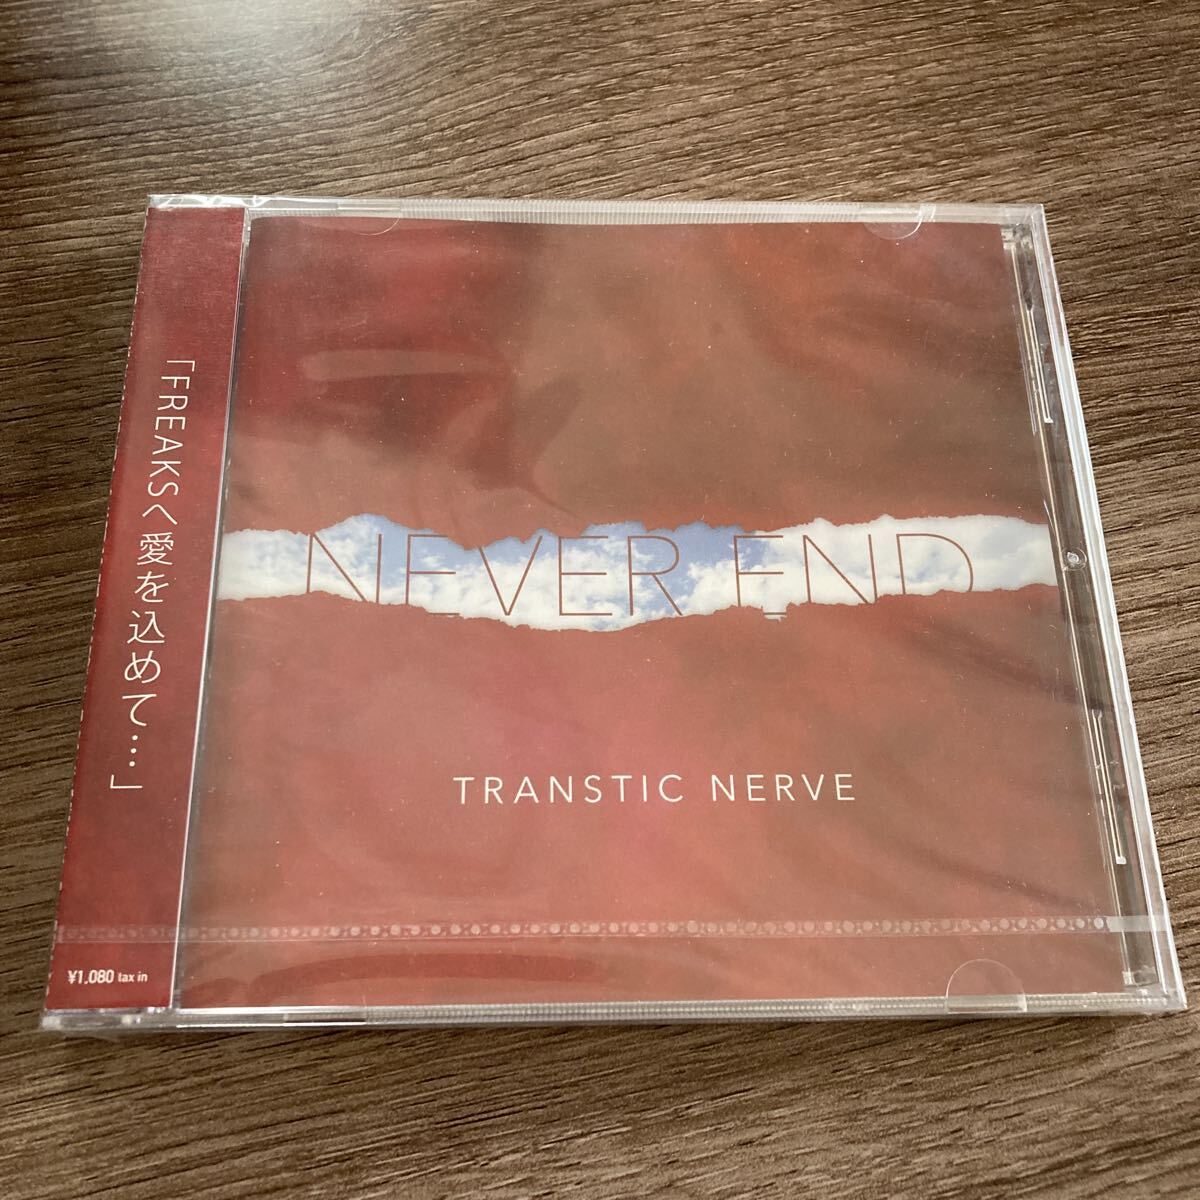 「FREAKSへ愛を込めて…」
¥1,080 tax in
NEVER END
TRANSTIC NERVE